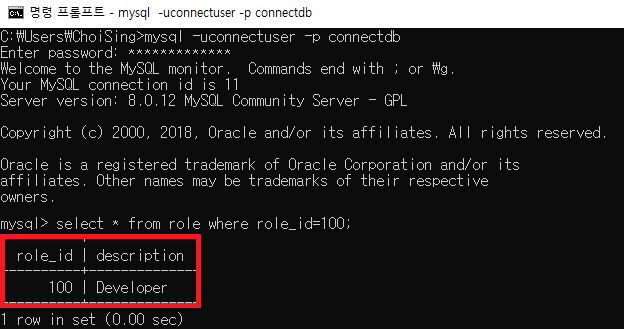 명령 프롬프트 - mysql -uconnectuser -p connectdb
C:\Users\ChoiSing>mysql -uconnectuser -p connectdb
Enter password: *************
Welcome to the MySQL monitor.  Commands end with ; or \g.
Your MySQL connection id is 11
Server version: 8.0.12 MySQL Community Server - GPL
Copyright (c) 2000, 2018, Oracle and/or its affiliates. All rights reserved.
Oracle is a registered trademark of Oracle Corporation and/or its
affiliates. Other names may be trademarks of their respective
owners.
mysql> select * from role where role_id=100;
role_id | description
100 | Developer
1 row in set (0.00 sec)